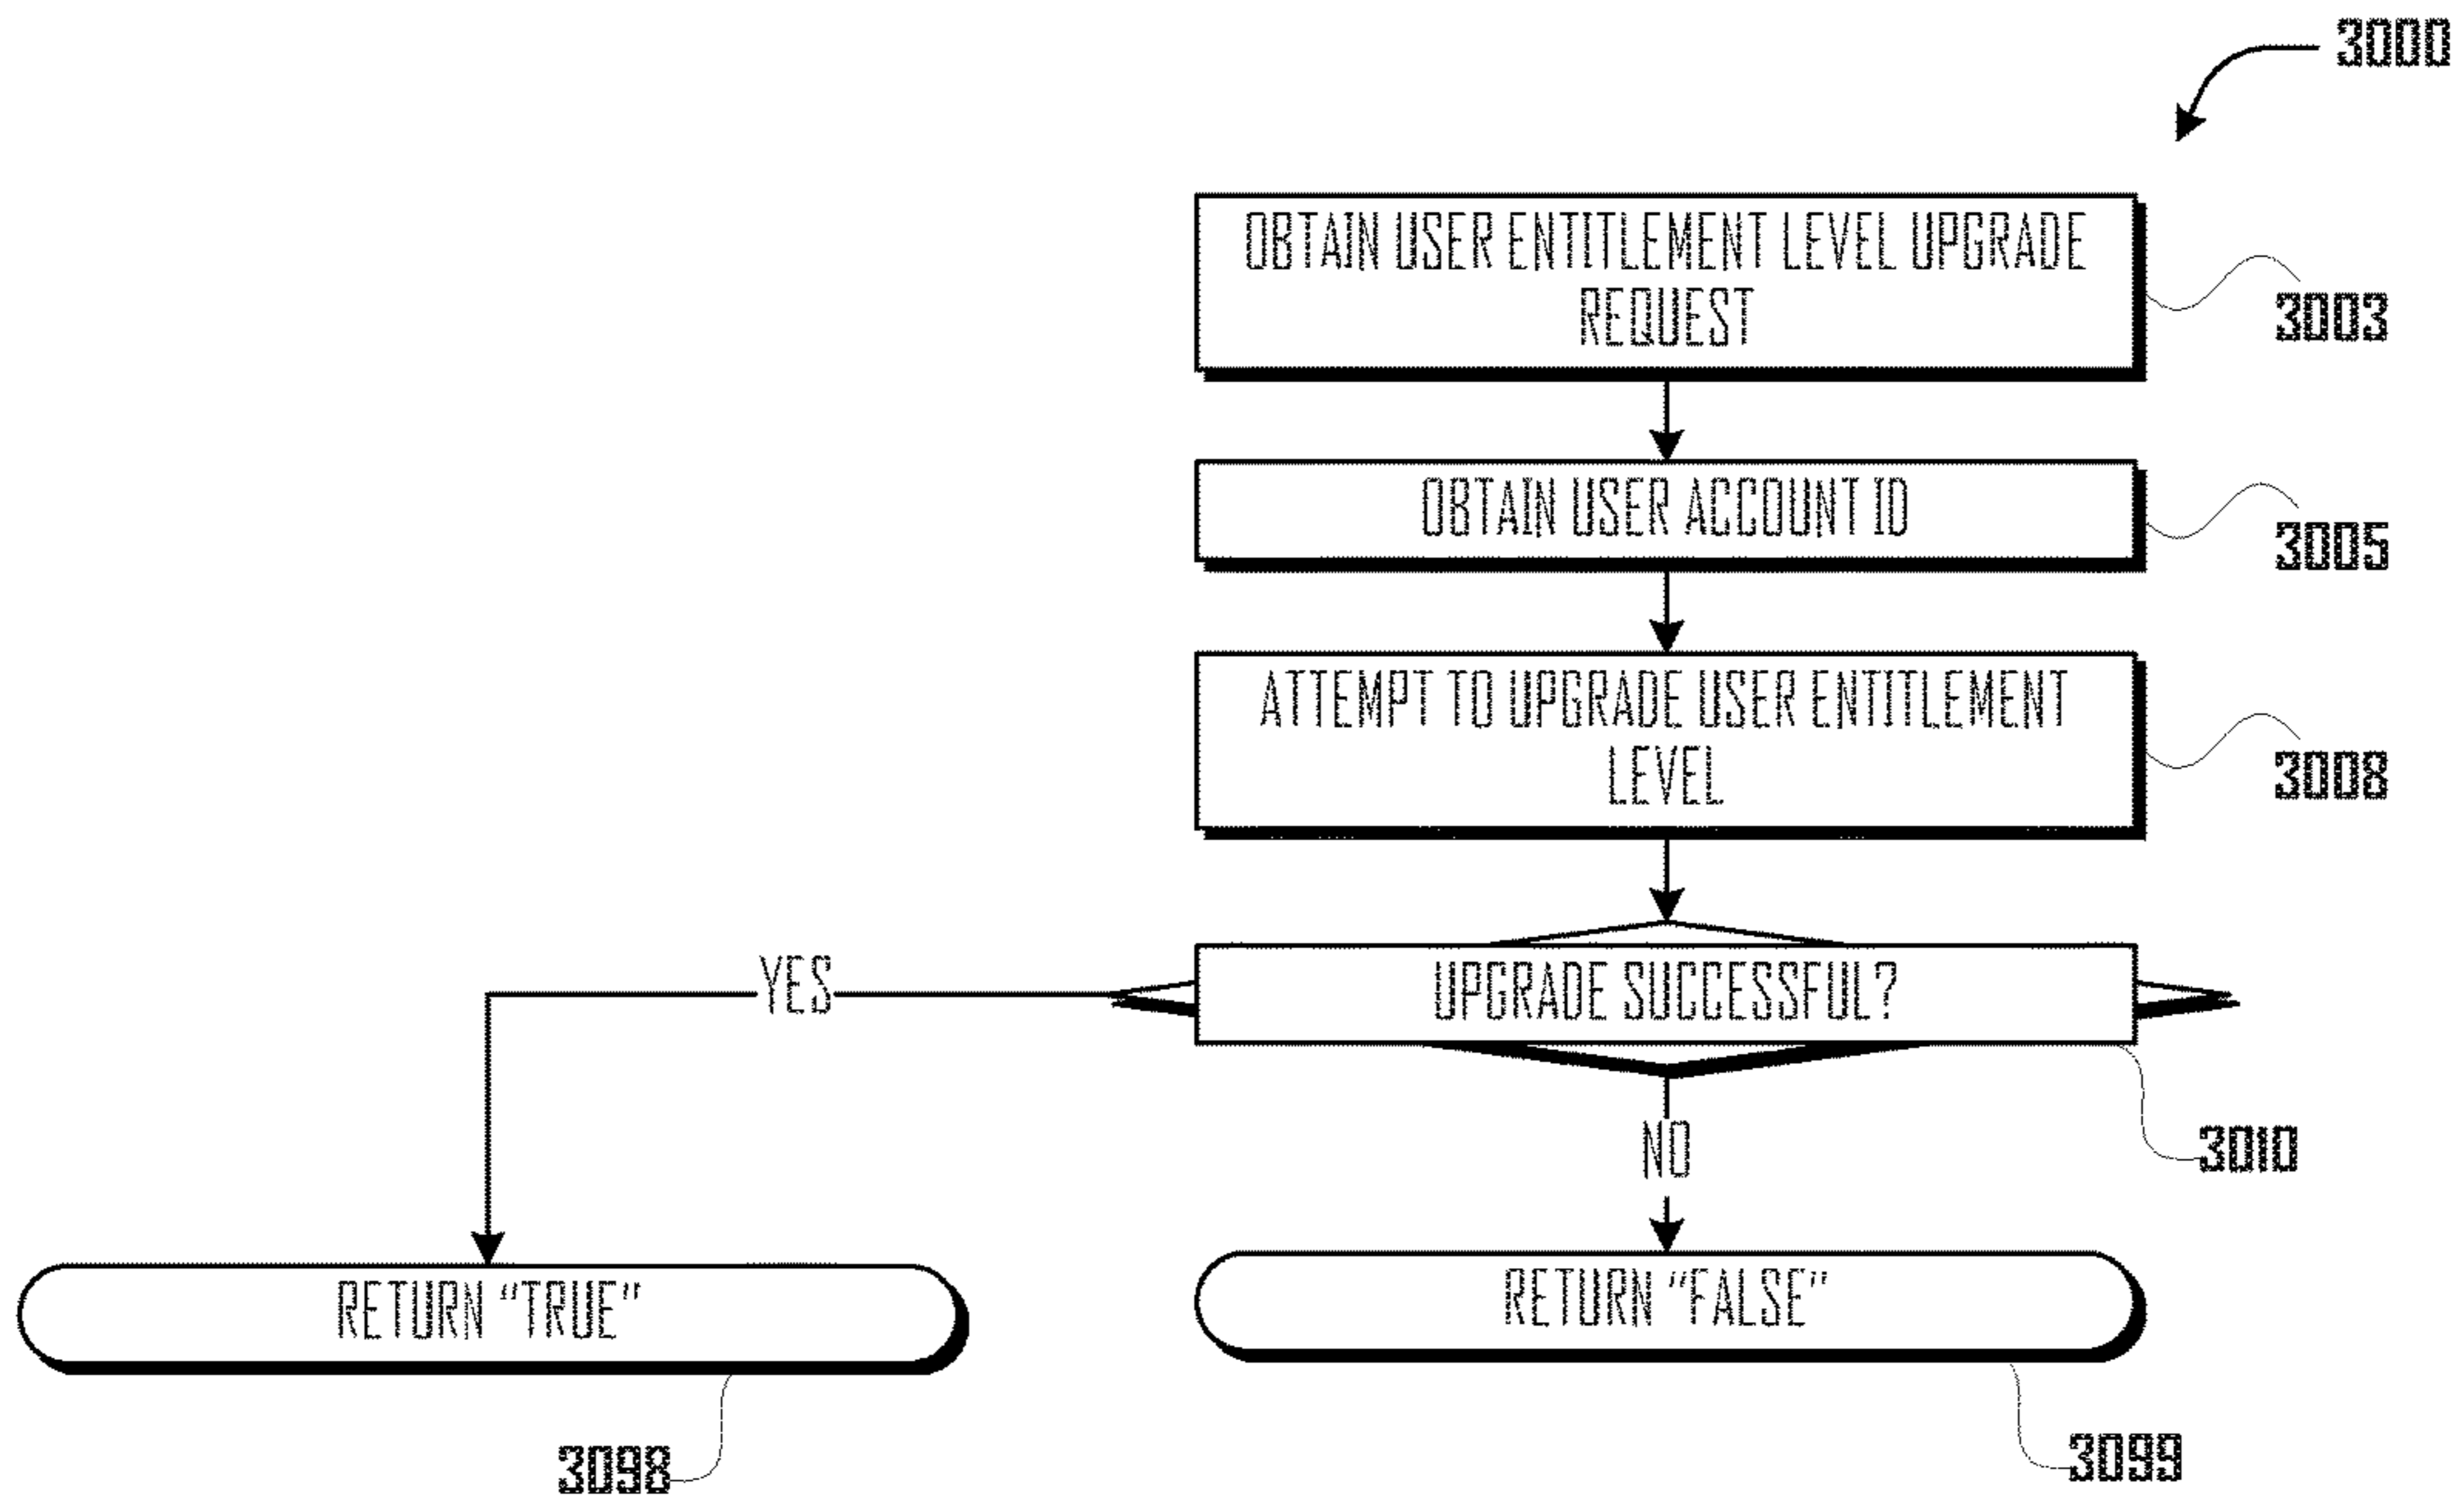 3000
OBTAIN USER ENTITLEMENT LEVEL UPGRADE
REQUEST
3003
OBTAIN USER ACCOUNT ID
3005
ATTEMPT TO UPGRADE USER ENTITLEMENT
LEVEL
3008
YES
UPGRADE SUCCESSFUL?
NO
3010
RETURN "TRUE"
RETURN "FALSE"
3098
3099